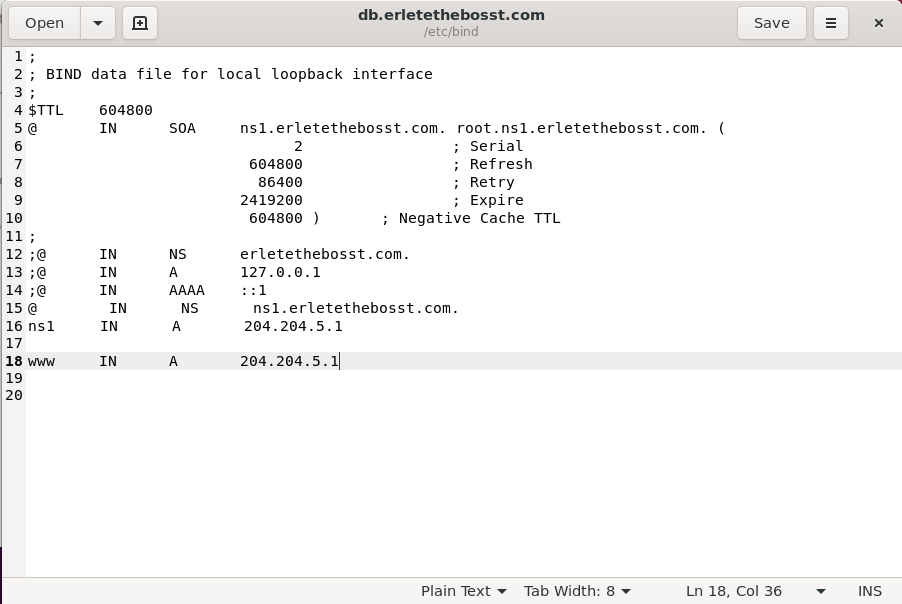 Open
db.erletethebosst.com
/etc/bind
Save
1 ;
2 ; BIND data file for local loopback interface
3 ;
4 $TTL 604800
5 @ IN SOA ns1.erletethebosst.com. root.ns1.erletethebosst.com. (
6 2 ; Serial
7 604800 ; Refresh
8 86400 ; Retry
9 2419200 ; Expire
10 604800 ) ; Negative Cache TTL
11 ;
12 ;@ IN NS erletethebosst.com.
13 ;@ IN A 127.0.0.1
14 ;@ IN AAAA ::1
15 @ IN NS ns1.erletethebosst.com.
16 ns1 IN A 204.204.5.1
17
18 www IN A 204.204.5.1
19
20
Plain Text Tab Width: 8 Ln 18, Col 36 INS